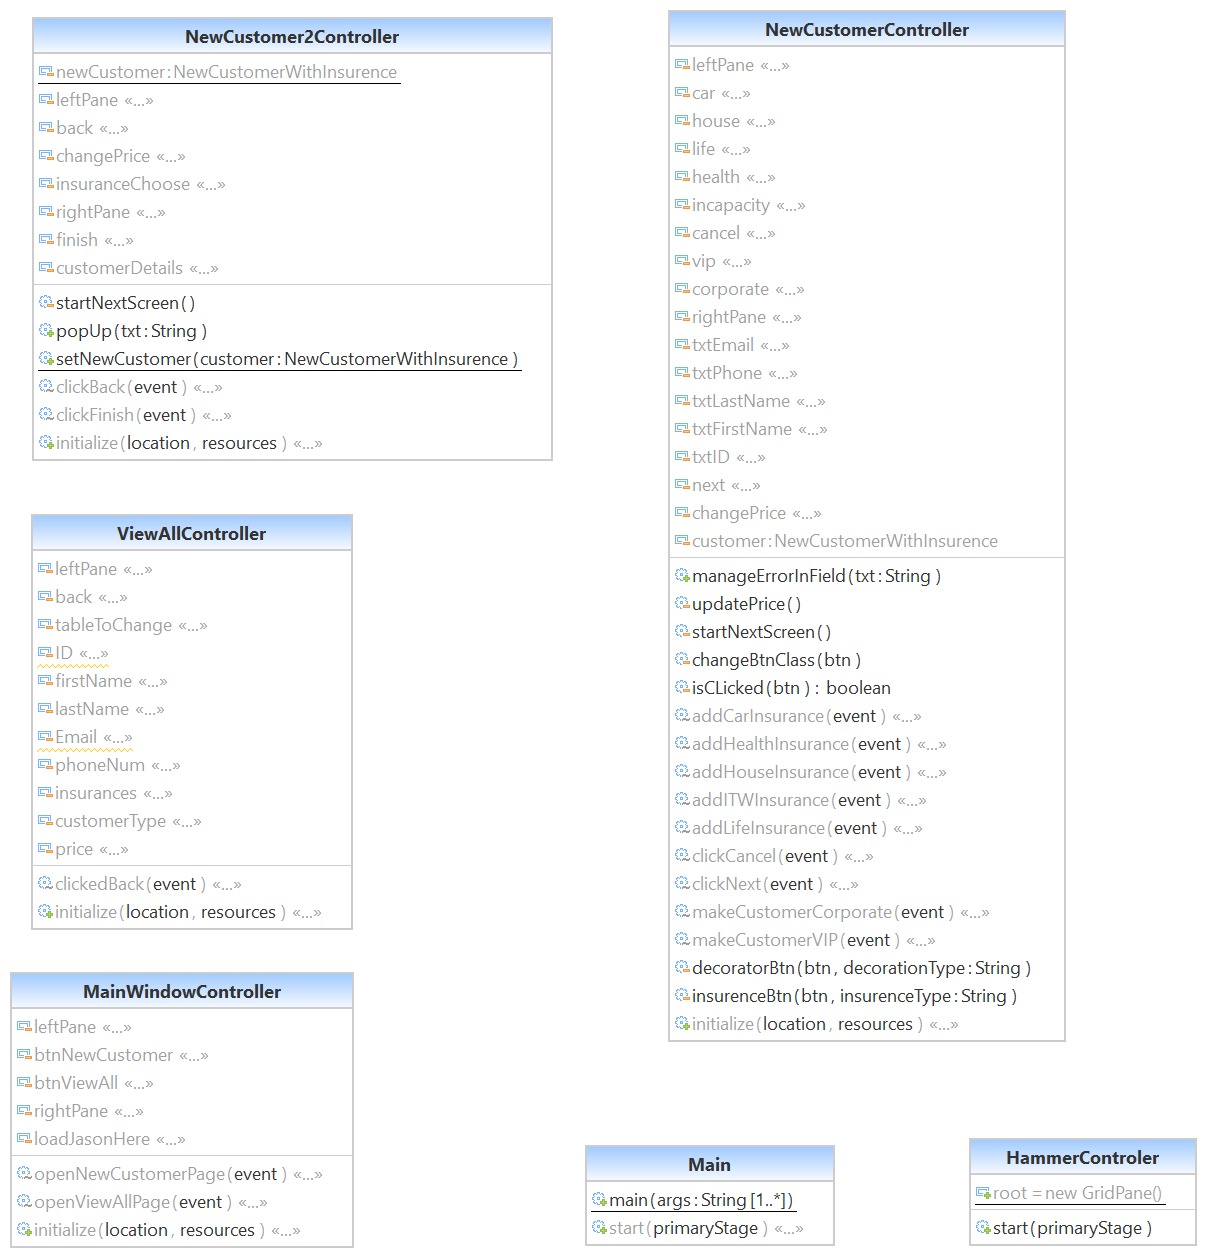 NewCustomer2Controller
newCustomer : NewCustomerWithInsurence
leftPane «...»
back «...»
changePrice «...»
insuranceChoose «...»
rightPane «...»
finish «...»
customerDetails «...»
startNextScreen ( )
popUp ( txt : String )
setNewCustomer ( customer : NewCustomerWithInsurence )
clickBack ( event ) «...»
clickFinish ( event ) «...»
initialize ( location , resources ) «...»
ViewAllController
leftPane «...»
back «...»
tableToChange «...»
ID «...»
firstName «...»
lastName «...»
Email «...»
phoneNum «...»
insurances «...»
customerType «...»
price «...»
clickedBack ( event ) «...»
initialize ( location , resources ) «...»
MainWindowController
leftPane «...»
btnNewCustomer «...»
btnViewAll «...»
rightPane «...»
loadJasonHere «...»
openNewCustomerPage ( event ) «...»
openViewAllPage ( event ) «...»
initialize ( location , resources ) «...»
NewCustomerController
leftPane «...»
car «...»
house «...»
life «...»
health «...»
incapacity «...»
cancel «...»
vip «...»
corporate «...»
rightPane «...»
txtEmail «...»
txtPhone «...»
txtLastName «...»
txtFirstName «...»
txtID «...»
next «...»
changePrice «...»
customer : NewCustomerWithInsurence
manageErrorInField ( txt : String )
updatePrice ( )
startNextScreen ( )
changeBtnClass ( btn )
isCLicked ( btn ) : boolean
addCarInsurance ( event ) «...»
addHealthInsurance ( event ) «...»
addHouseInsurance ( event ) «...»
addITWInsurance ( event ) «...»
addLifeInsurance ( event ) «...»
clickCancel ( event ) «...»
clickNext ( event ) «...»
makeCustomerCorporate ( event ) «...»
makeCustomerVIP ( event ) «...»
decoratorBtn ( btn , decorationType : String )
insurenceBtn ( btn , insurenceType : String )
initialize ( location , resources ) «...»
Main
main ( args : String [1..*] )
start ( primaryStage ) «...»
HammerControler
root = new GridPane()
start ( primaryStage )